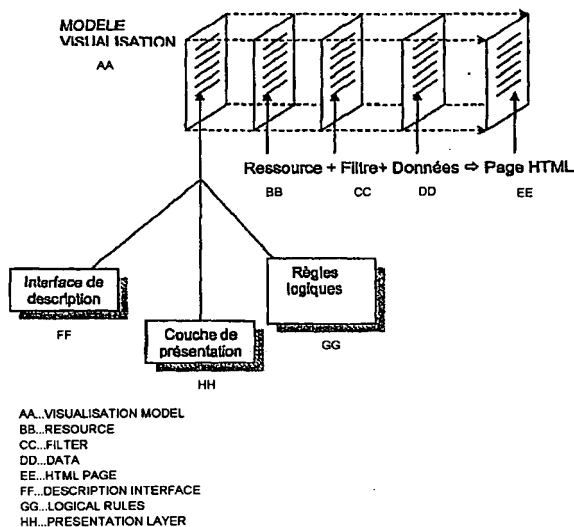 MODELE
VISUALISATION
AA
Ressource + Filtre+ Données ⇨ Page HTML
BB CC DD EE
Interface de
description
FF
Règles
logiques
GG
Couche de
présentation
HH
AA...VISUALISATION MODEL
BB...RESOURCE
CC...FILTER
DD...DATA
EE...HTML PAGE
FF...DESCRIPTION INTERFACE
GG...LOGICAL RULES
HH...PRESENTATION LAYER